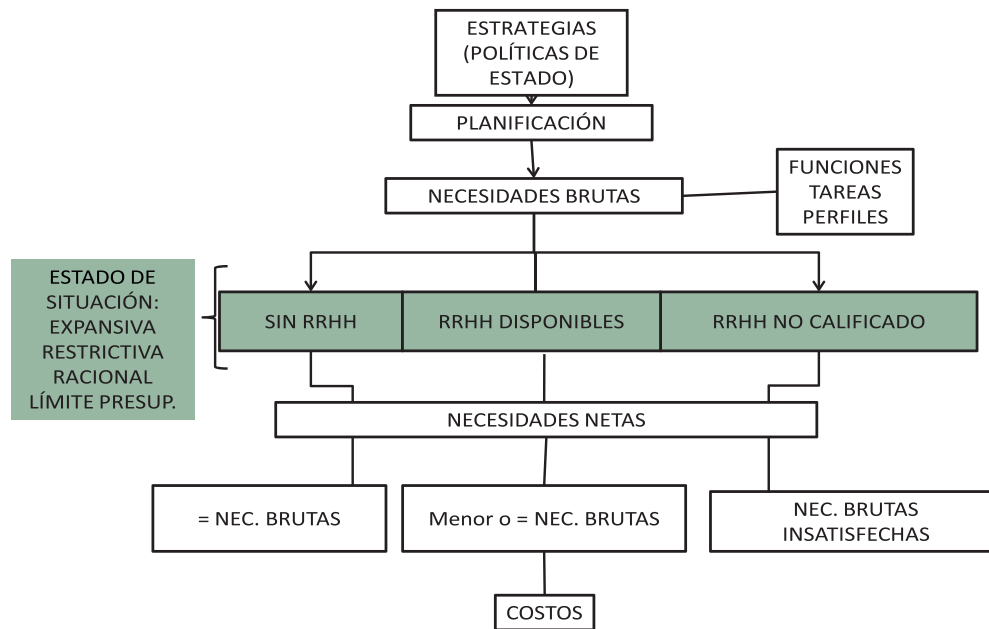 ESTRATEGIAS
(POLÍTICAS DE
ESTADO)
PLANIFICACIÓN
NECESIDADES BRUTAS
FUNCIONES
TAREAS
PERFILES
ESTADO DE
SITUACIÓN:
EXPANSIVA
RESTRICTIVA
RACIONAL
LÍMITE PRESUP.
SIN RRHH
RRHH DISPONIBLES
RRHH NO CALIFICADO
NECESIDADES NETAS
= NEC. BRUTAS
Menor o = NEC. BRUTAS
NEC. BRUTAS
INSATISFECHAS
COSTOS